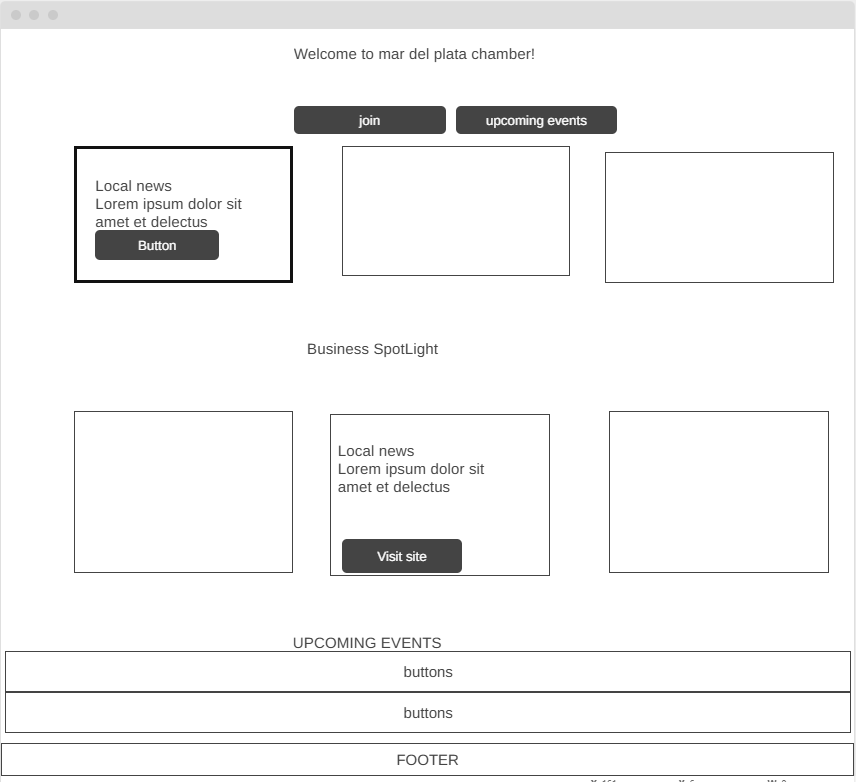 Welcome to mar del plata chamber!
join
upcoming events
Local news
Lorem ipsum dolor sit
amet et delectus
Button
Business SpotLight
Local news
Lorem ipsum dolor sit
amet et delectus
Visit site
UPCOMING EVENTS
buttons
buttons
FOOTER